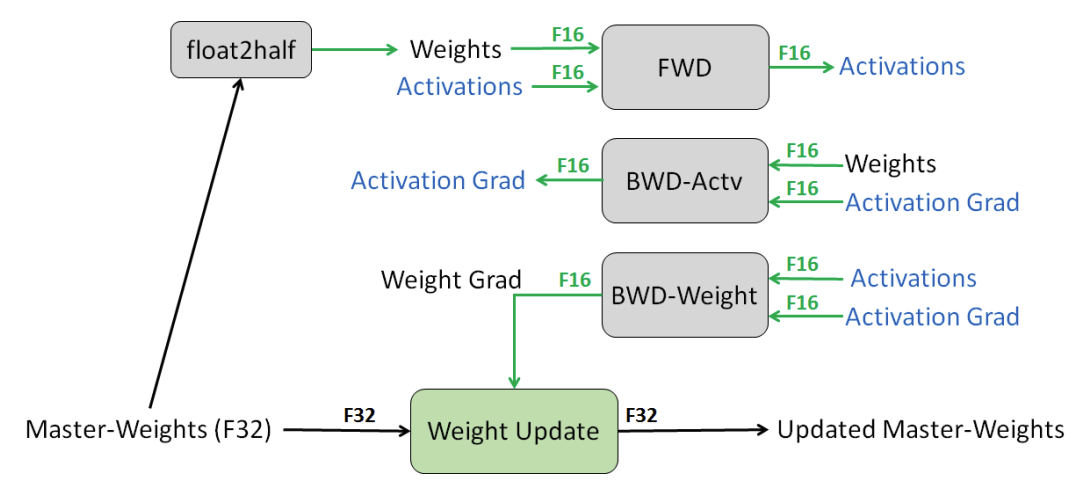 float2half
Weights
F16
Activations
F16
FWD
F16
Activations
Activation Grad
F16
BWD-Actv
F16
Weights
F16
Activation Grad
Weight Grad
F16
BWD-Weight
F16
Activations
F16
Activation Grad
Master-Weights (F32)
F32
Weight Update
F32
Updated Master-Weights